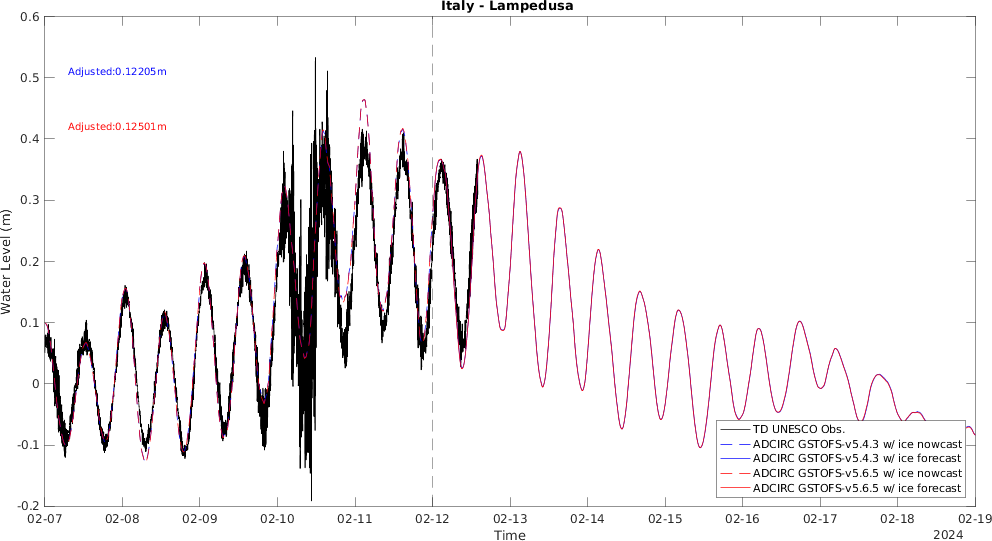 Italy - Lampedusa
0.6
0.5
0.4
0.3
0.2
0.1
0
-0.1
-0.2
Water Level (m)
Adjusted:0.12205m
Adjusted:0.12501m
TD UNESCO Obs.
ADCIRC GSTOFS-v5.4.3 w/ ice nowcast
ADCIRC GSTOFS-v5.4.3 w/ ice forecast
ADCIRC GSTOFS-v5.6.5 w/ ice nowcast
ADCIRC GSTOFS-v5.6.5 w/ ice forecast
02-07 02-08 02-09 02-10 02-11 02-12 02-13 02-14 02-15 02-16 02-17 02-18 02-19
Time
2024